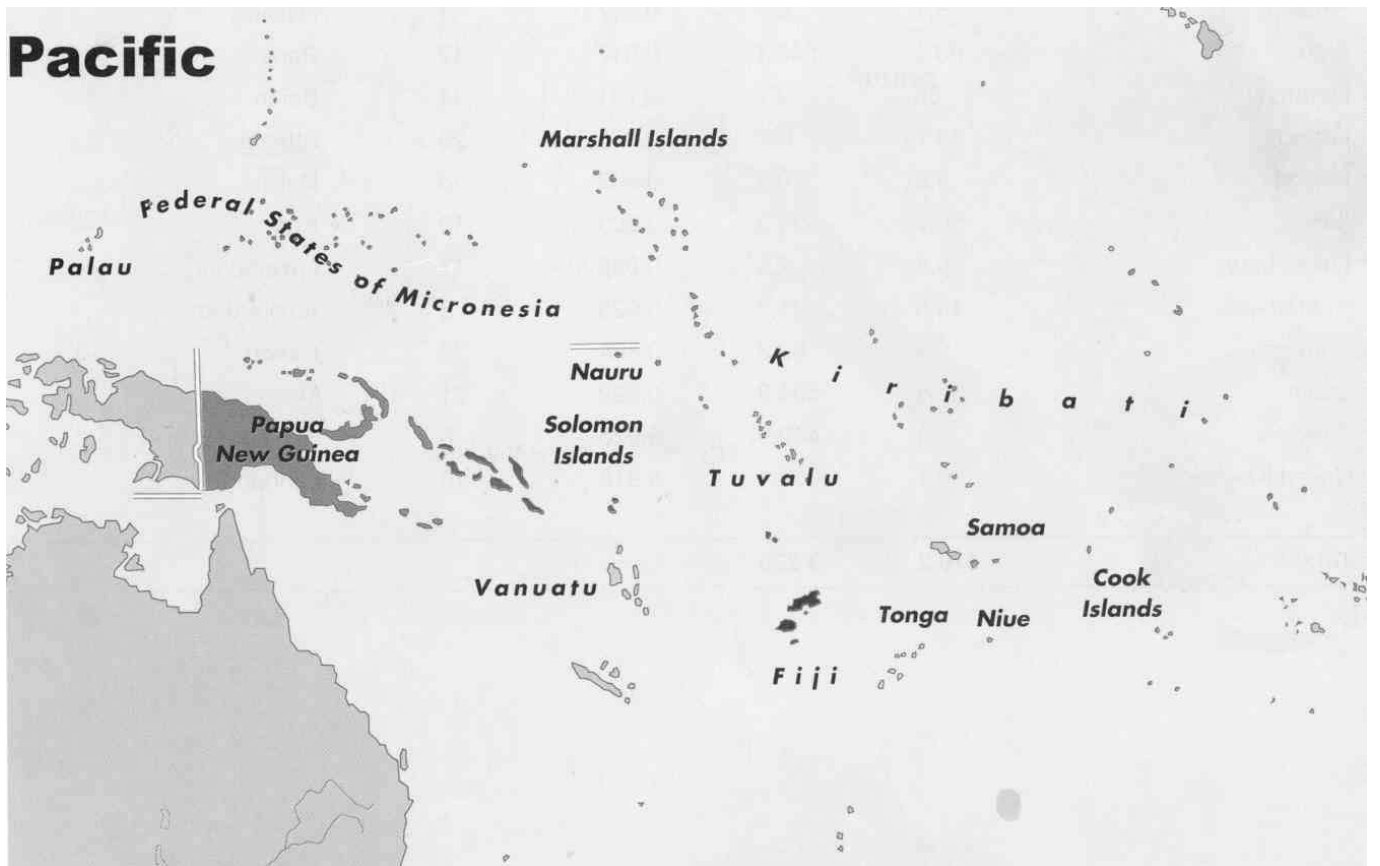 Pacific
Marshall Islands
Federal States of Micronesia
Palau
Kiribati
Nauru
Papua
New Guinea
Solomon
Islands
Tuvalu
Samoa
Vanuatu
Cook
Islands
Tonga
Niue
Fiji